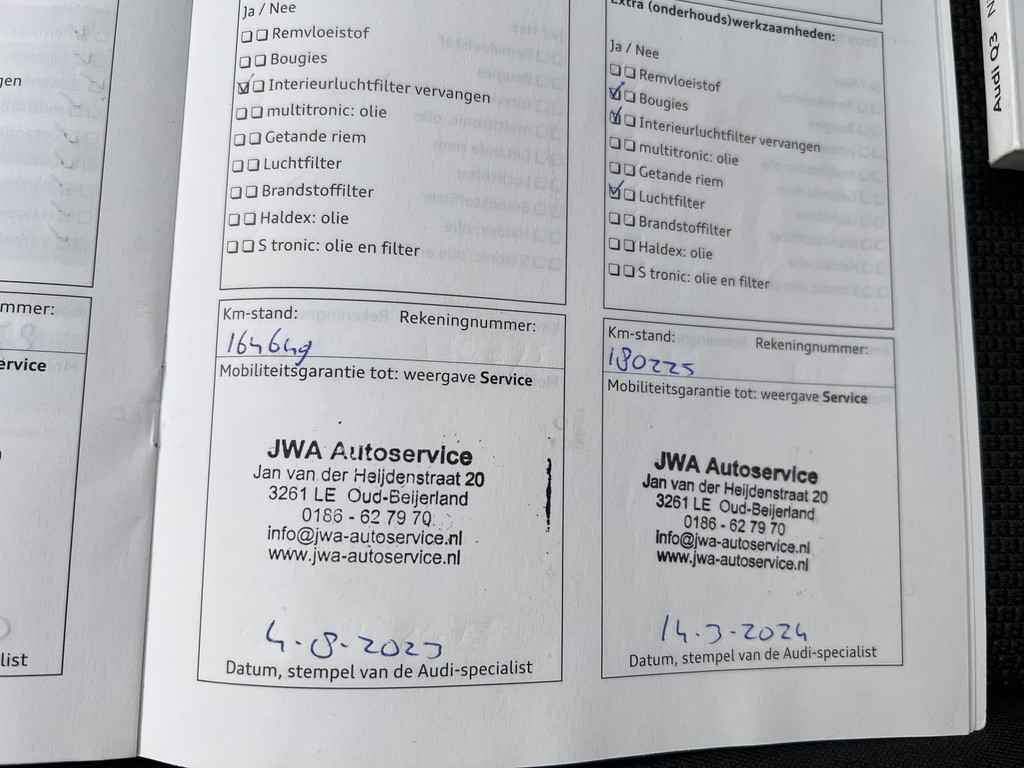 gen
mmer:
ervice
list
Ja / Nee
Remvloeistof
Bougies
Interieurluchtfilter vervangen
multitronic: olie
Getande riem
Luchtfilter
Brandstoffilter
Haldex: olie
S tronic: olie en filter
Km-stand: Rekeningnummer:
164649
Mobiliteitsgarantie tot: weergave Service
JWA Autoservice
Jan van der Heijdenstraat 20
3261 LE Oud-Beijerland
0186 - 62 79 70
info@jwa-autoservice.nl
www.jwa-autoservice.nl
4-8-2023
Datum, stempel van de Audi-specialist
Extra (onderhouds)werkzaamheden:
Ja / Nee
Remvloeistof
Bougies
Interieurluchtfilter vervangen
multitronic: olie
Getande riem
Luchtfilter
Brandstoffilter
Haldex: olie
S tronic: olie en filter
Km-stand: Rekeningnummer:
180225
Mobiliteitsgarantie tot: weergave Service
JWA Autoservice
Jan van der Heijdenstraat 20
3261 LE Oud-Beijerland
0186 - 62 79 70
info@jwa-autoservice.nl
www.jwa-autoservice.nl
14-3-2024
Datum, stempel van de Audi-specialist
Audi Q3